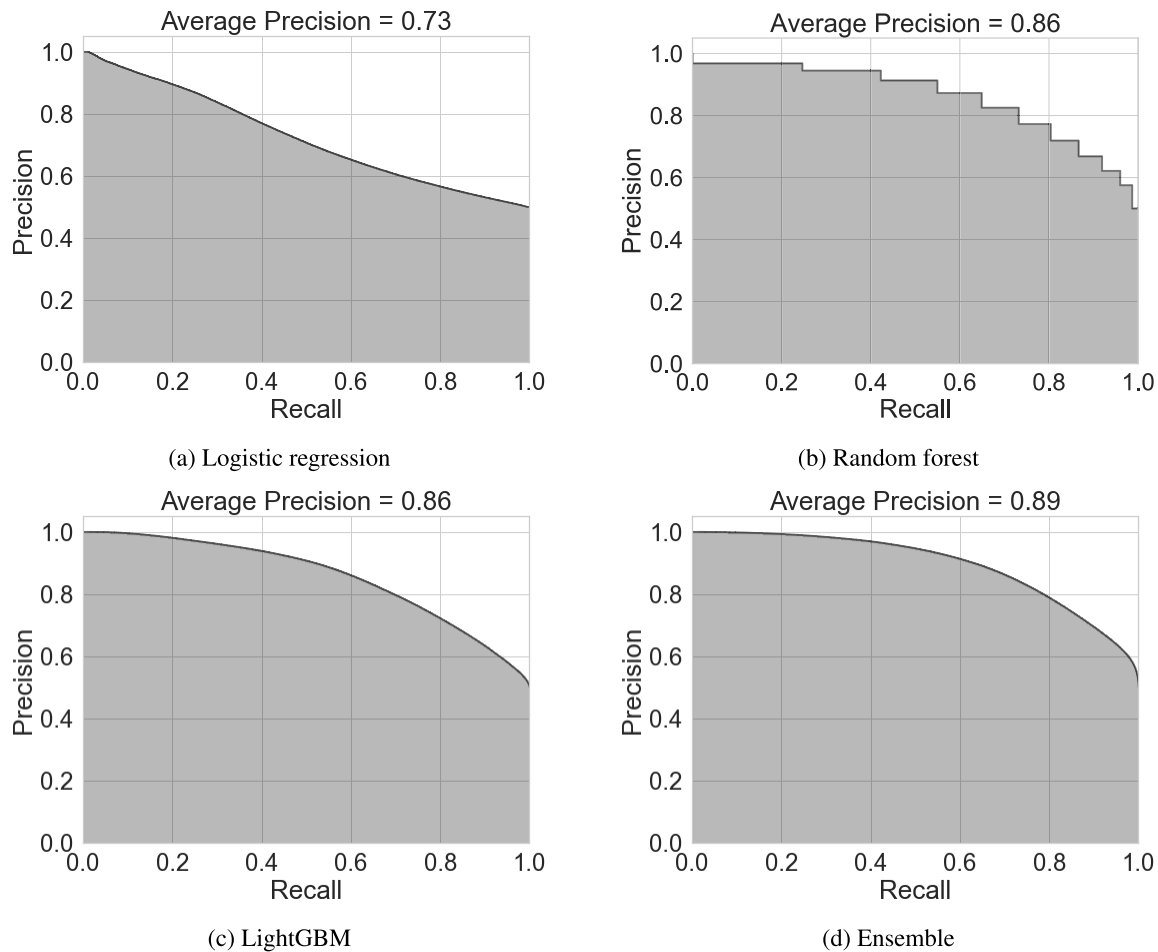 Average Precision = 0.73
1.0
0.8
0.6
0.4
0.2
0.0
Precision
0.0 0.2 0.4 0.6 0.8 1.0
Recall
(a) Logistic regression
Average Precision = 0.86
1.0
0.8
0.6
0.4
0.2
0.0
Precision
0.0 0.2 0.4 0.6 0.8 1.0
Recall
(b) Random forest
Average Precision = 0.86
1.0
0.8
0.6
0.4
0.2
0.0
Precision
0.0 0.2 0.4 0.6 0.8 1.0
Recall
(c) LightGBM
Average Precision = 0.89
1.0
0.8
0.6
0.4
0.2
0.0
Precision
0.0 0.2 0.4 0.6 0.8 1.0
Recall
(d) Ensemble